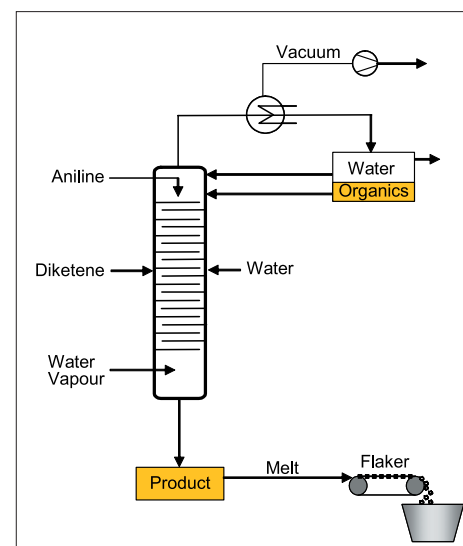 Vacuum
Water
Organics
Aniline
Diketene
Water
Water
Vapour
Product
Melt
Flaker